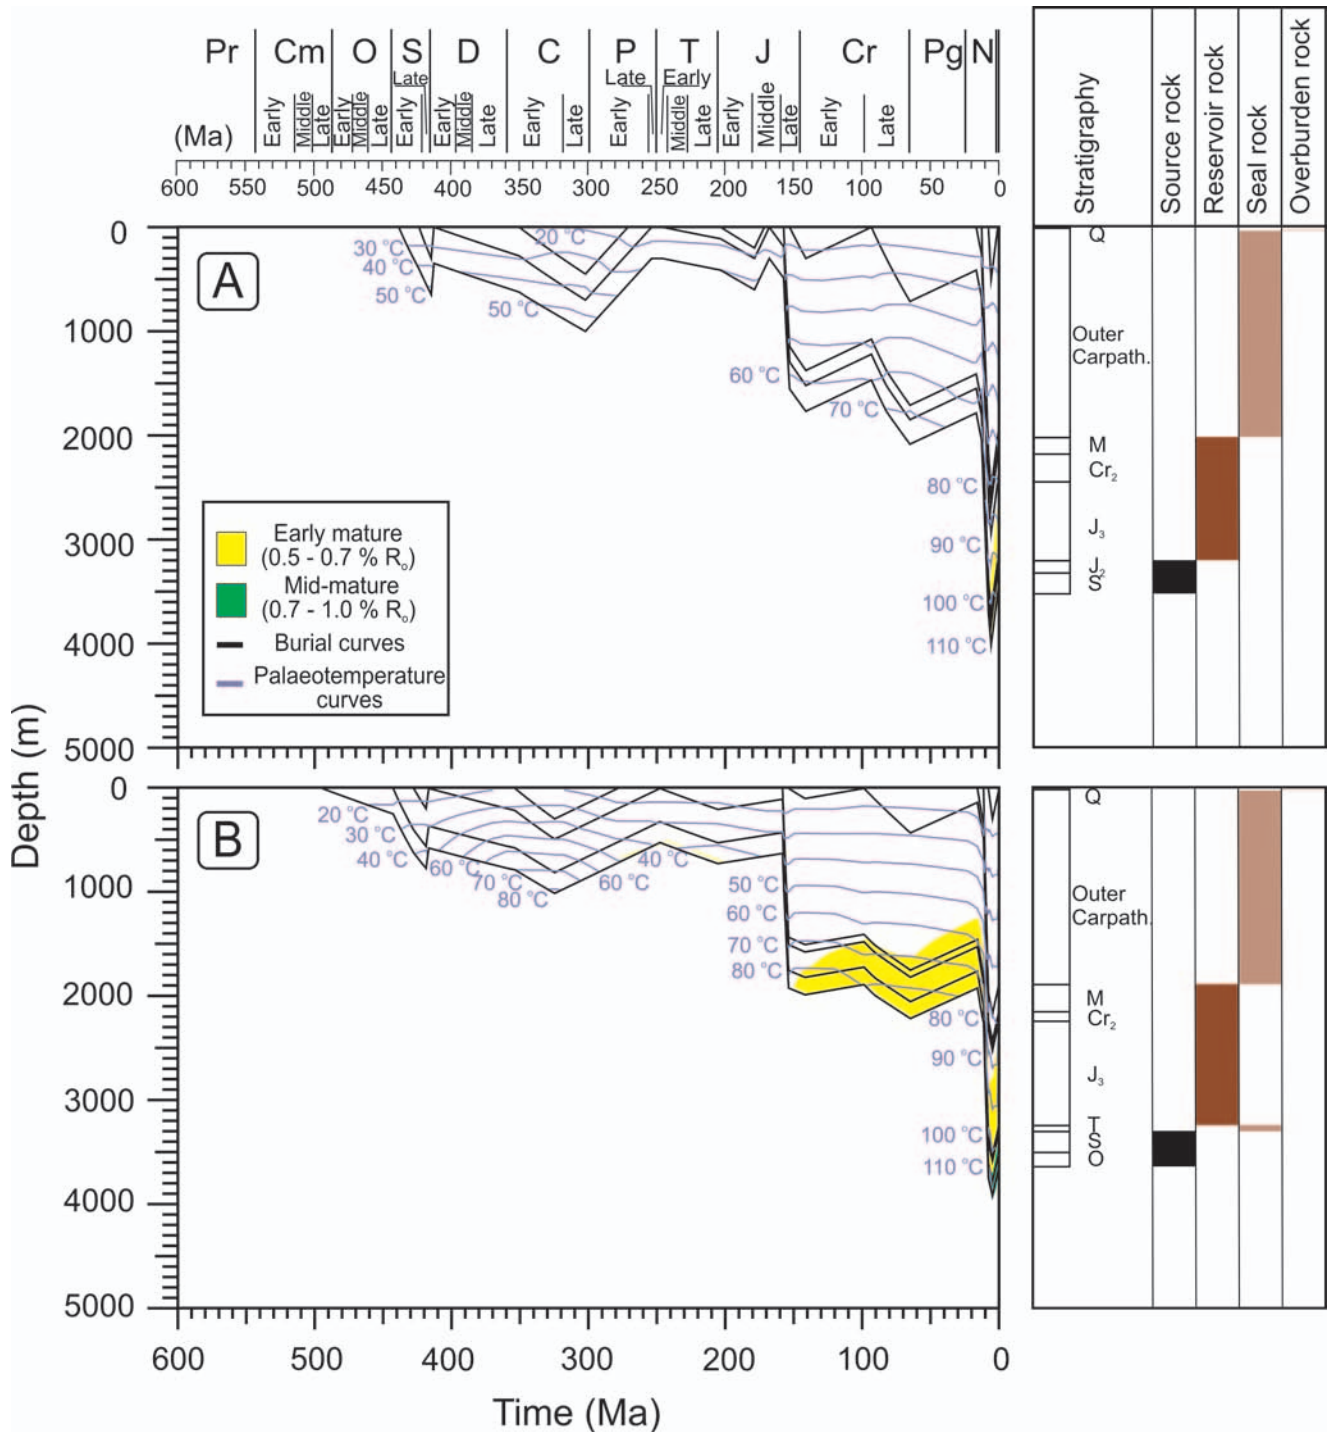 Pr Cm O S D C P T J Cr Pg N
Late Late Early
Early Middle Late Early Middle Late Early Early Middle Late Early Late Early Middle Late Early Middle Late Early Late
(Ma)
600 550 500 450 400 350 300 250 200 150 100 50 0
Stratigraphy
Source rock
Reservoir rock
Seal rock
Overburden rock
Depth (m)
A
0
1000
2000
3000
4000
5000
20 °C
30 °C
40 °C
50 °C
50 °C
60 °C
70 °C
80 °C
90 °C
100 °C
110 °C
Early mature
(0.5 - 0.7 % Rₒ)
Mid-mature
(0.7 - 1.0 % Rₒ)
Burial curves
Palaeotemperature
curves
Q
Outer
Carpath.
M
Cr₂
J₃
J₂
S
B
0
1000
2000
3000
4000
5000
20 °C
30 °C
40 °C
60 °C
70 °C
80 °C
60 °C
40 °C
50 °C
60 °C
70 °C
80 °C
80 °C
90 °C
100 °C
110 °C
Q
Outer
Carpath.
M
Cr₂
J₃
T
S
O
600 500 400 300 200 100 0
Time (Ma)